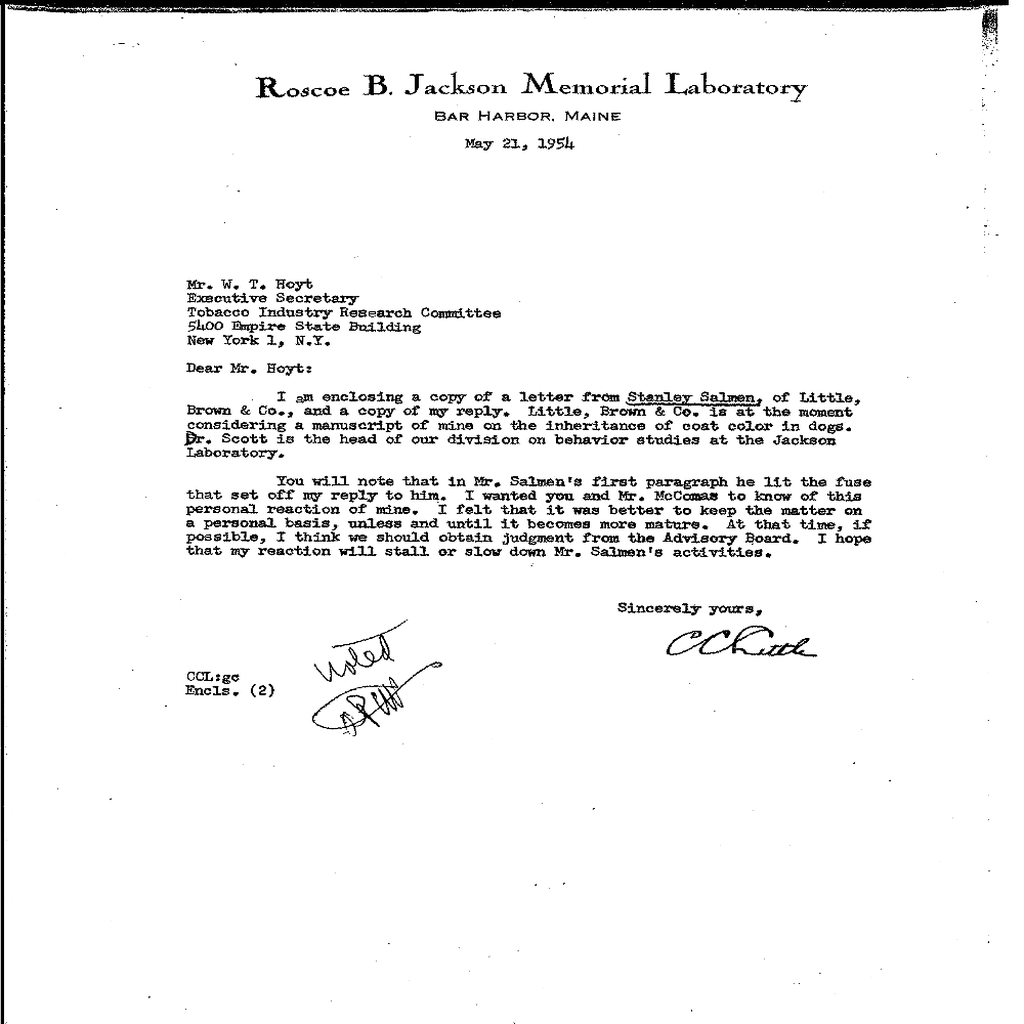 Roscoe B. Jackson Memorial Laboratory
BAR HARBOR, MAINE
May 21, 1954
Mr. W. T. Hoyt
Executive Secretary
Tobacco Industry Research Committee
5400 Empire State Building
New York 1, N.Y.
Dear Mr. Hoyt:
I am enclosing a copy of a letter from Stanley Salmen, of Little,
Brown & Co., and a copy of my reply. Little, Brown & Co. is at the moment
considering a manuscript of mine on the inheritance of coat color in dogs.
Dr. Scott is the head of our division on behavior studies at the Jackson
Laboratory.
You will note that in Mr. Salmen's first paragraph he lit the fuse
that set off my reply to him. I wanted you and Mr. McComas to know of this
personal reaction of mine. I felt that it was better to keep the matter on
a personal basis, unless and until it becomes more mature. At that time, if
possible, I think we should obtain judgment from the Advisory Board. I hope
that my reaction will stall or slow down Mr. Salmen's activities.
Sincerely yours,
CCLittle
noted
CCL:gc
Encls. (2)